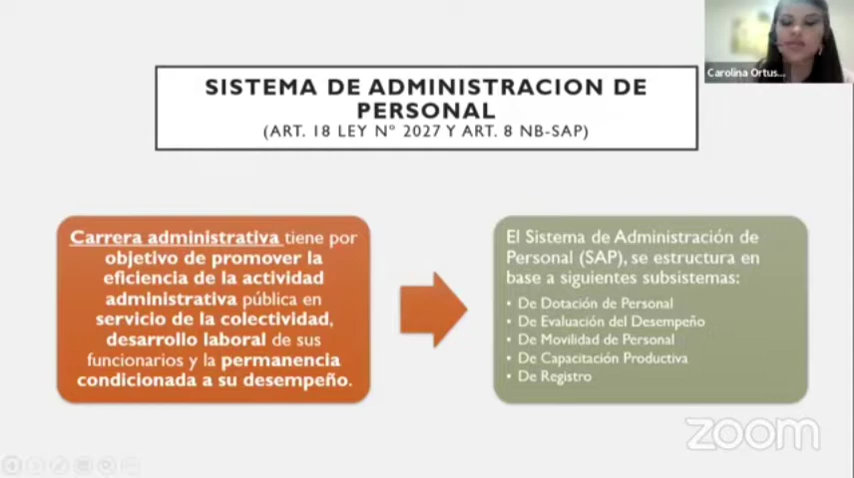 Carolina Ortus...
SISTEMA DE ADMINISTRACION DE
PERSONAL
(ART. 18 LEY Nº 2027 Y ART. 8 NB-SAP)
Carrera administrativa tiene por
objetivo de promover la
eficiencia de la actividad
administrativa pública en
servicio de la colectividad,
desarrollo laboral de sus
funcionarios y la permanencia
condicionada a su desempeño.
El Sistema de Administración de
Personal (SAP), se estructura en
base a siguientes subsistemas:
• De Dotación de Personal
• De Evaluación del Desempeño
• De Movilidad de Personal
• De Capacitación Productiva
• De Registro
zoom